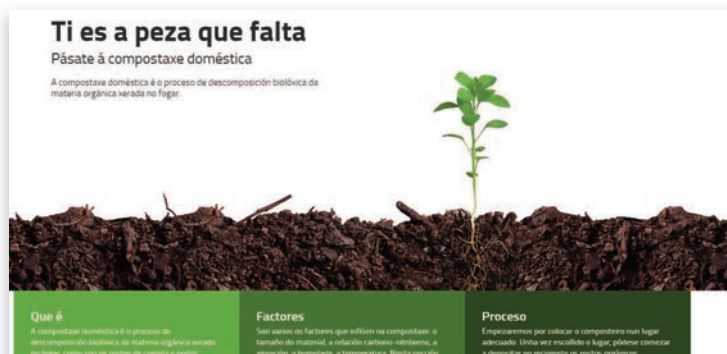 Ti es a peza que falta
Pásate á compostaxe doméstica
A compostaxe doméstica é o proceso de descomposición biolóxica da
materia orgánica xerada no fogar.
Que é
A compostaxe doméstica é o proceso de
descomposición biolóxica da materia orgánica xerada
Factores
Son varios os factores que inflúen na compostaxe: o
tamaño do material, a relación carbono-nitróxeno, a
Proceso
Empezaremos por colocar o composteiro nun lugar
adecuado. Unha vez escollido o lugar, pódese comezar